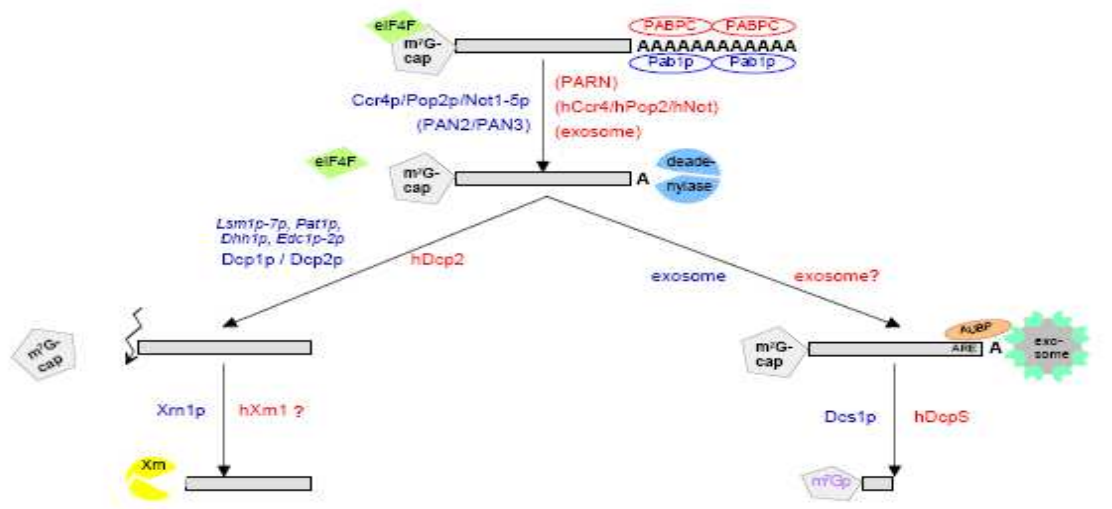 eIF4F
PABPC PABPC
m⁷G-
cap
AAAAAAAAAAAA
Pab1p Pab1p
Ccr4p/Pop2p/Not1-5p
(PAN2/PAN3)
(PARN)
(hCcr4/hPop2/hNot)
(exosome)
eIF4F
m⁷G-
cap
A
deade-
nylase
Lsm1p-7p, Pat1p,
Dhh1p, Edc1p-2p
Dcp1p / Dcp2p
hDcp2
exosome
exosome?
m⁷G-
cap
m⁷G-
cap
AUBP
ARE
A
exo-
some
Xrn1p
hXrn1 ?
Dcs1p
hDcpS
Xrn
m⁷Gp